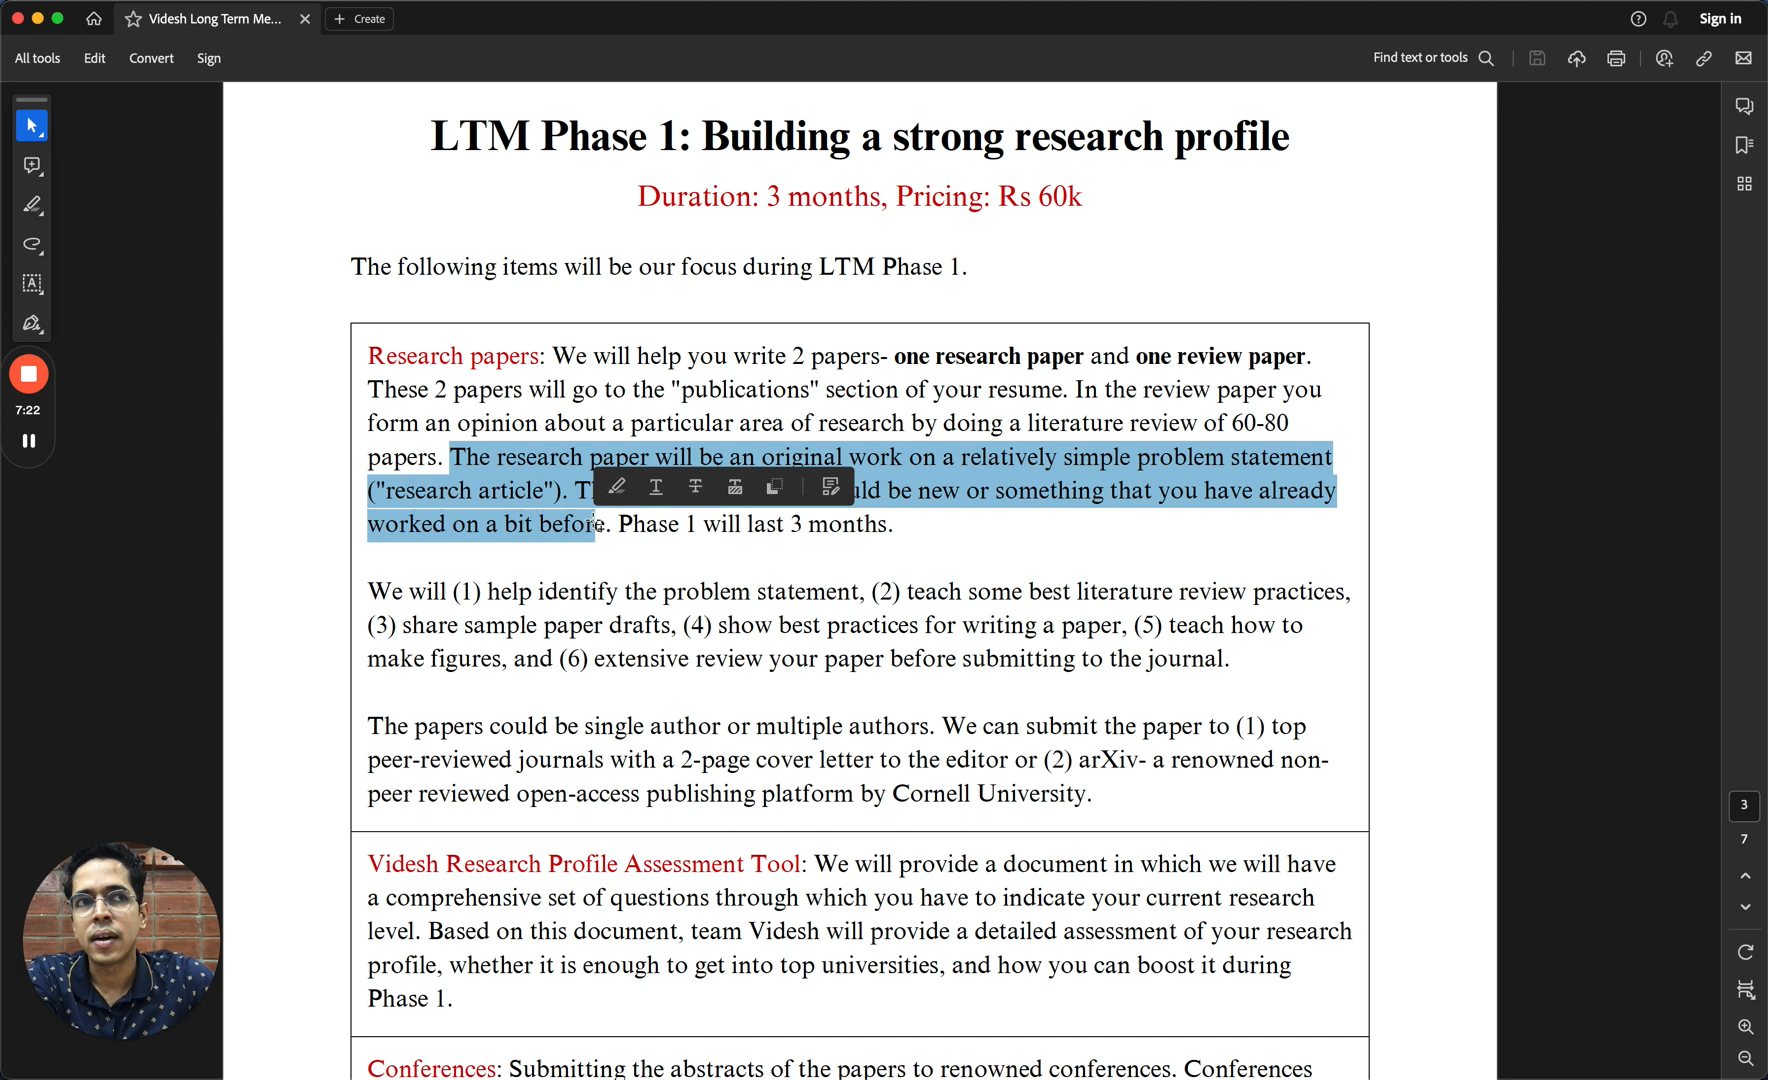 Videsh Long Term Me...
Create
Sign in
All tools
Edit
Convert
Sign
Find text or tools
LTM Phase 1: Building a strong research profile
Duration: 3 months, Pricing: Rs 60k
The following items will be our focus during LTM Phase 1.
Research papers: We will help you write 2 papers- one research paper and one review paper.
These 2 papers will go to the "publications" section of your resume. In the review paper you
form an opinion about a particular area of research by doing a literature review of 60-80
papers. The research paper will be an original work on a relatively simple problem statement
("research article"). be new or something that you have already
worked on a bit before. Phase 1 will last 3 months.
We will (1) help identify the problem statement, (2) teach some best literature review practices,
(3) share sample paper drafts, (4) show best practices for writing a paper, (5) teach how to
make figures, and (6) extensive review your paper before submitting to the journal.
The papers could be single author or multiple authors. We can submit the paper to (1) top
peer-reviewed journals with a 2-page cover letter to the editor or (2) arXiv- a renowned non-
peer reviewed open-access publishing platform by Cornell University.
Videsh Research Profile Assessment Tool: We will provide a document in which we will have
a comprehensive set of questions through which you have to indicate your current research
level. Based on this document, team Videsh will provide a detailed assessment of your research
profile, whether it is enough to get into top universities, and how you can boost it during
Phase 1.
Conferences: Submitting the abstracts of the papers to renowned conferences. Conferences
7:22
3
7